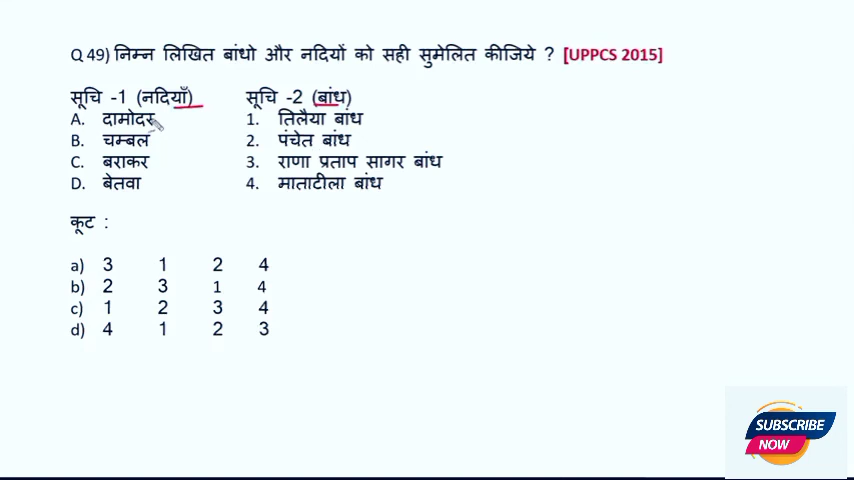 Q 49) निम्न लिखित बांधो और नदियों को सही सुमेलित कीजिये ? [UPPCS 2015]
सूचि -1 (नदियाँ) सूचि -2 (बांध)
A. दामोदर 1. तिलैया बांध
B. चम्बल 2. पंचेत बांध
C. बराकर 3. राणा प्रताप सागर बांध
D. बेतवा 4. माताटीला बांध
कूट :
a) 3 1 2 4
b) 2 3 1 4
c) 1 2 3 4
d) 4 1 2 3
SUBSCRIBE
NOW